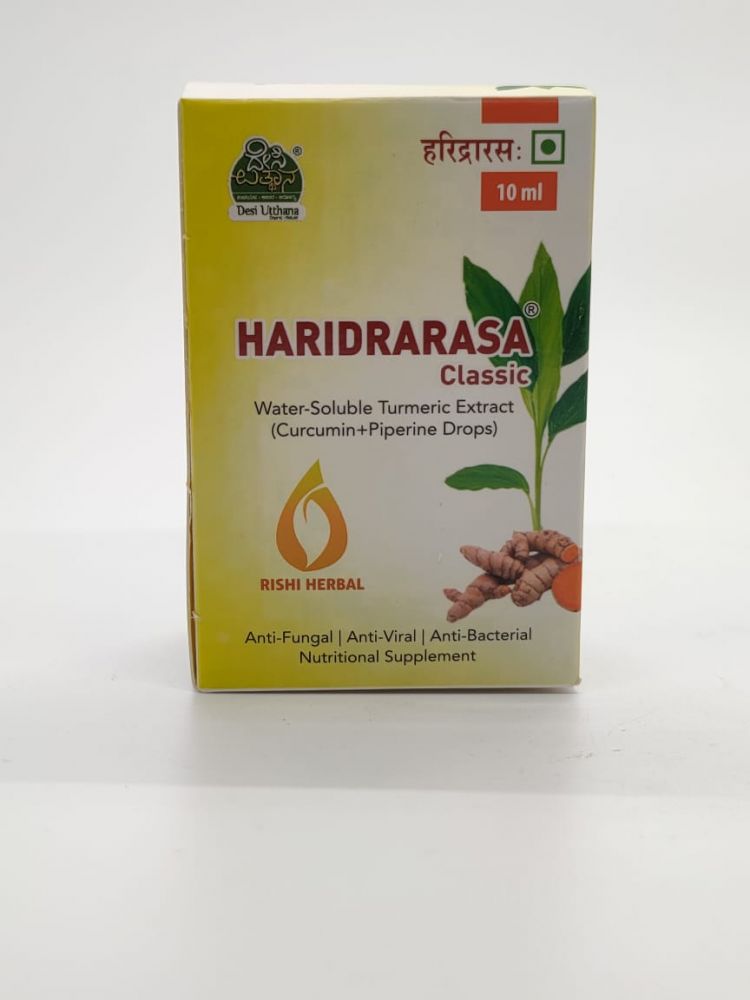 ದೇಸಿ
ಉತ್ಥಾನ
®
Desi Utthana
हरिद्रारसः
10 ml
HARIDRARASA®
Classic
Water-Soluble Turmeric Extract
(Curcumin+Piperine Drops)
RISHI HERBAL
Anti-Fungal | Anti-Viral | Anti-Bacterial
Nutritional Supplement